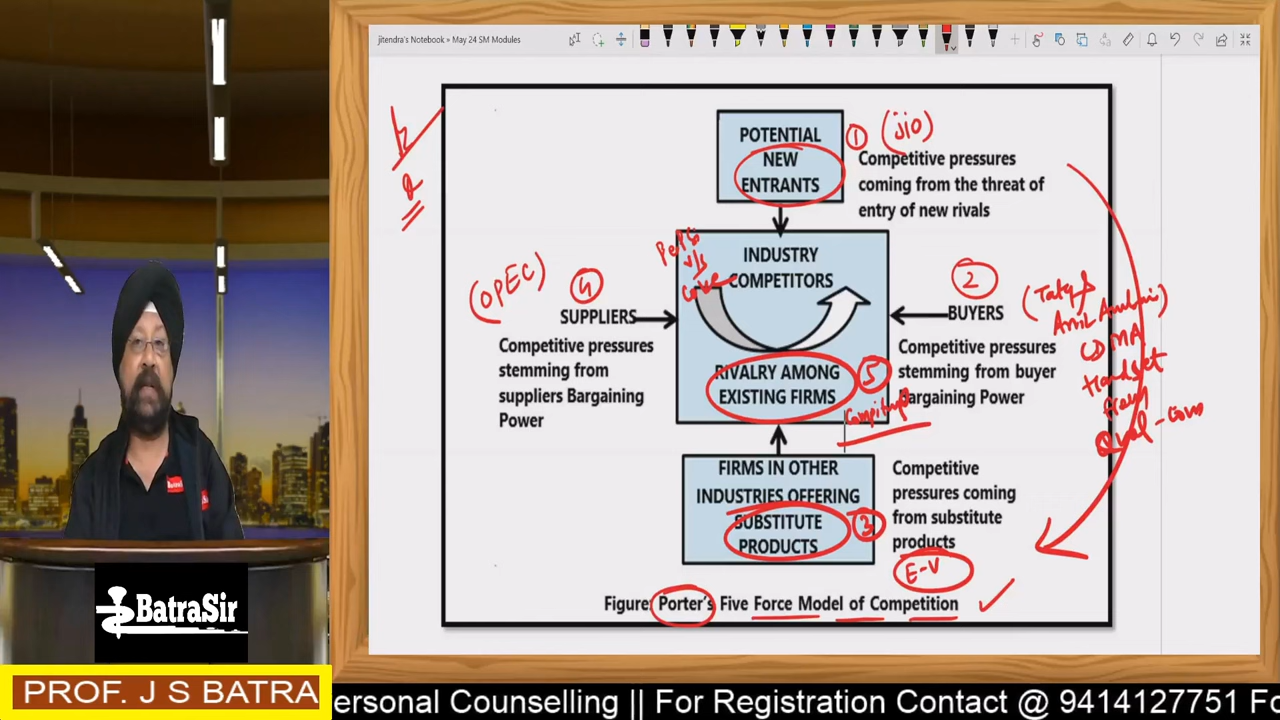 jitendra's Notebook » May 24 SM Modules
POTENTIAL
NEW
ENTRANTS
① (Jio)
Competitive pressures
coming from the threat of
entry of new rivals
INDUSTRY
COMPETITORS
Pepsi
v/s
Coke
(OPEC)
④
SUPPLIERS
Competitive pressures
stemming from
suppliers Bargaining
Power
②
BUYERS
Competitive pressures
stemming from buyer
Bargaining Power
Anil Ambani)
CDMA
Handset
from
RIVALRY AMONG
EXISTING FIRMS
⑤
FIRMS IN OTHER
INDUSTRIES OFFERING
SUBSTITUTE
PRODUCTS
③
Competitive
pressures coming
from substitute
products
E-V
Figure: Porter's Five Force Model of Competition
BatraSir
PROF. J S BATRA
ersonal Counselling || For Registration Contact @ 9414127751 Fo